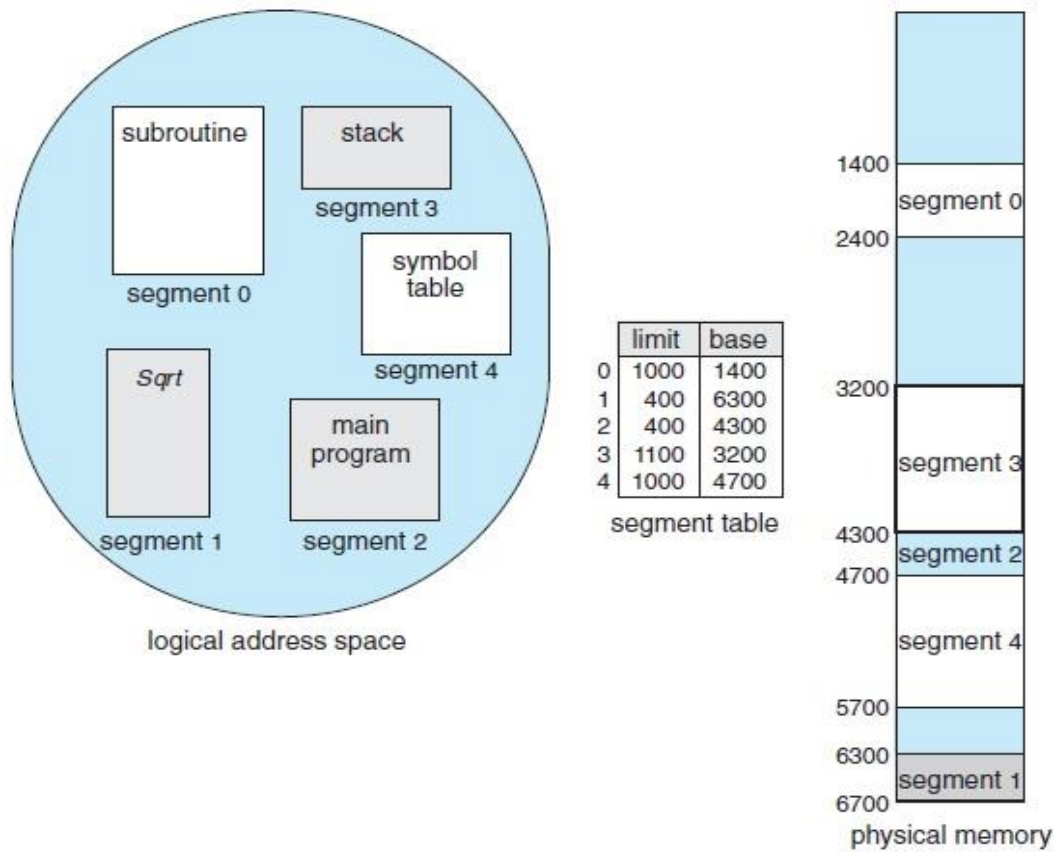 subroutine
segment 0
stack
segment 3
symbol
table
segment 4
Sqrt
segment 1
main
program
segment 2
logical address space
limit base
0 1000 1400
1 400 6300
2 400 4300
3 1100 3200
4 1000 4700
segment table
1400
segment 0
2400
3200
segment 3
4300
segment 2
4700
segment 4
5700
6300
segment 1
6700
physical memory